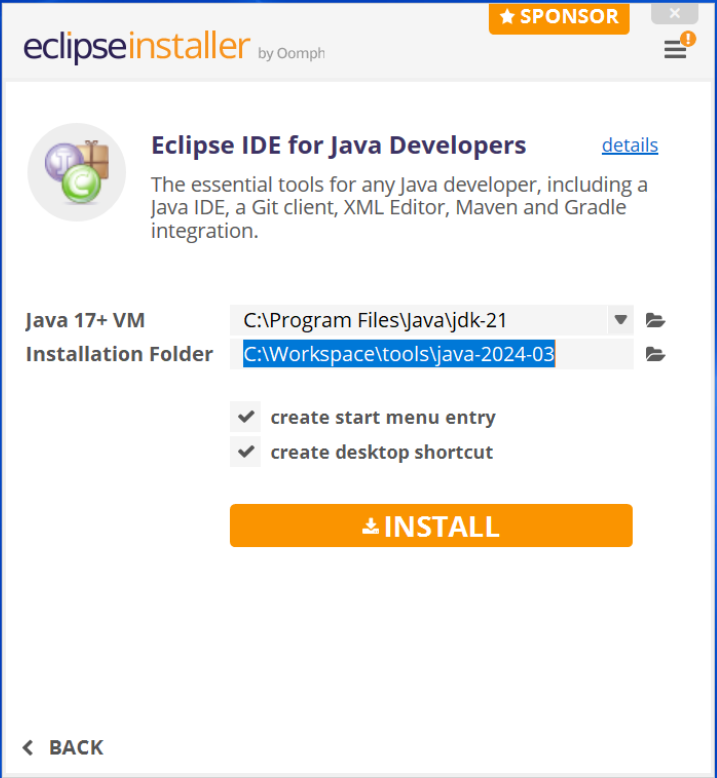 ★ SPONSOR
eclipseinstaller by Oomph
Eclipse IDE for Java Developers
details
The essential tools for any Java developer, including a
Java IDE, a Git client, XML Editor, Maven and Gradle
integration.
Java 17+ VM
C:\Program Files\Java\jdk-21
Installation Folder
C:\Workspace\tools\java-2024-03
create start menu entry
create desktop shortcut
INSTALL
BACK